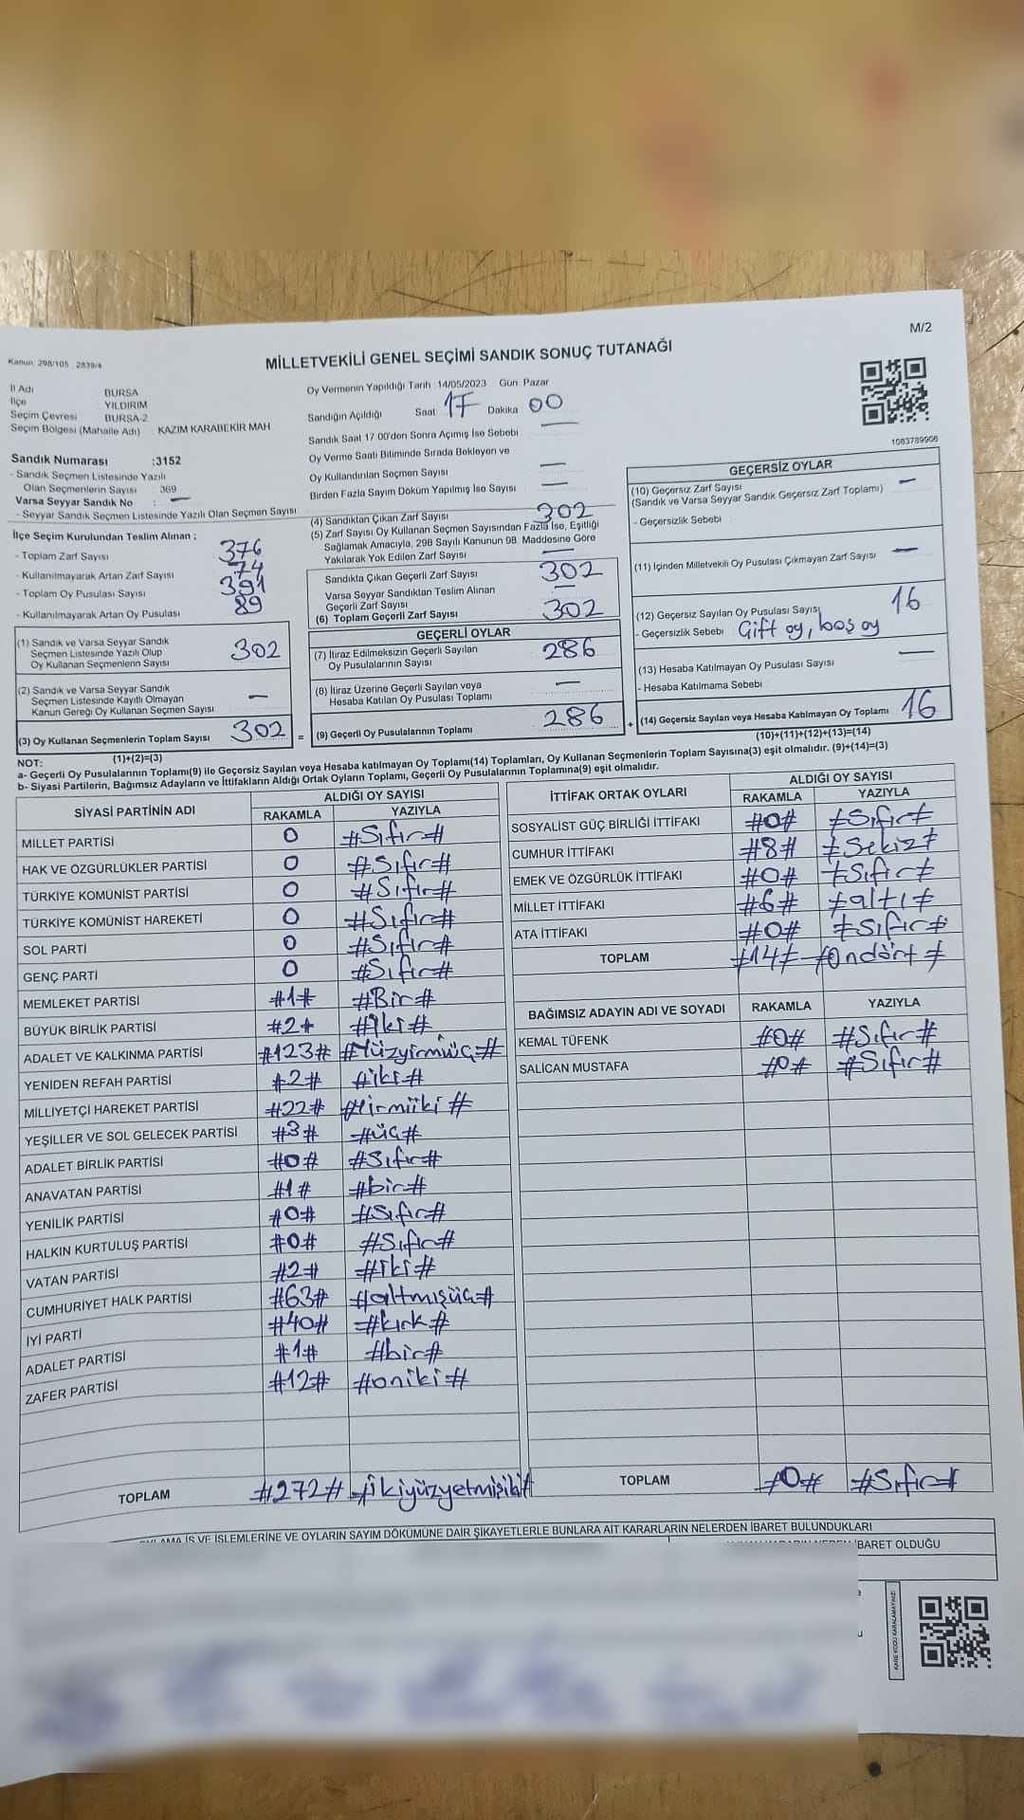 M/2
Kanun: 298/105 2839/4
MİLLETVEKİLİ GENEL SEÇİMİ SANDIK SONUÇ TUTANAĞI
İl Adı BURSA
İlçe YILDIRIM
Seçim Çevresi BURSA-2
Seçim Bölgesi (Mahalle Adı) KAZIM KARABEKİR MAH
Sandık Numarası :3152
- Sandık Seçmen Listesinde Yazılı
Olan Seçmenlerin Sayısı 369
Varsa Seyyar Sandık No : —
- Seyyar Sandık Seçmen Listesinde Yazılı Olan Seçmen Sayısı
Oy Vermenin Yapıldığı Tarih 14/05/2023 Gün Pazar
Sandığın Açıldığı Saat 17 Dakika 00
Sandık Saat 17 00'den Sonra Açımış İse Sebebi —
Oy Verme Saati Bitiminde Sırada Bekleyen ve
Oy Kullandırılan Seçmen Sayısı —
Birden Fazla Sayım Döküm Yapılmış İse Sayısı —
1083789906
İlçe Seçim Kurulundan Teslim Alınan ;
- Toplam Zarf Sayısı 376
- Kullanılmayarak Artan Zarf Sayısı 74
- Toplam Oy Pusulası Sayısı 391
- Kullanılmayarak Artan Oy Pusulası 89
(1) Sandık ve Varsa Seyyar Sandık
Seçmen Listesinde Yazılı Olup
Oy Kullanan Seçmenlerin Sayısı 302
(2) Sandık ve Varsa Seyyar Sandık
Seçmen Listesinde Kayıtlı Olmayan
Kanun Gereği Oy Kullanan Seçmen Sayısı —
(3) Oy Kullanan Seçmenlerin Toplam Sayısı 302 =
(1)+(2)=(3)
(4) Sandıktan Çıkan Zarf Sayısı 302
(5) Zarf Sayısı Oy Kullanan Seçmen Sayısından Fazla İse, Eşitliği
Sağlamak Amacıyla, 298 Sayılı Kanunun 98. Maddesine Göre
Yakılarak Yok Edilen Zarf Sayısı —
Sandıkta Çıkan Geçerli Zarf Sayısı 302
Varsa Seyyar Sandıktan Teslim Alınan
Geçerli Zarf Sayısı —
(6) Toplam Geçerli Zarf Sayısı 302
GEÇERLİ OYLAR
(7) İtiraz Edilmeksizin Geçerli Sayılan
Oy Pusulalarının Sayısı 286
(8) İtiraz Üzerine Geçerli Sayılan veya
Hesaba Katılan Oy Pusulası Toplamı —
(9) Geçerli Oy Pusulalarının Toplamı 286 +
GEÇERSİZ OYLAR
(10) Geçersiz Zarf Sayısı
(Sandık ve Varsa Seyyar Sandık Geçersiz Zarf Toplamı) —
- Geçersizlik Sebebi
(11) İçinden Milletvekili Oy Pusulası Çıkmayan Zarf Sayısı —
(12) Geçersiz Sayılan Oy Pusulası Sayısı 16
- Geçersizlik Sebebi Çift oy, boş oy
(13) Hesaba Katılmayan Oy Pusulası Sayısı —
- Hesaba Katılmama Sebebi
(14) Geçersiz Sayılan veya Hesaba Katılmayan Oy Toplamı 16
(10)+(11)+(12)+(13)=(14)
NOT:
a- Geçerli Oy Pusulalarının Toplamı(9) ile Geçersiz Sayılan veya Hesaba katılmayan Oy Toplamı(14) Toplamları, Oy Kullanan Seçmenlerin Toplam Sayısına(3) eşit olmalıdır. (9)+(14)=(3)
b- Siyasi Partilerin, Bağımsız Adayların ve İttifakların Aldığı Ortak Oyların Toplamı, Geçerli Oy Pusulalarının Toplamına(9) eşit olmalıdır.
SİYASİ PARTİNİN ADI ALDIĞI OY SAYISI
RAKAMLA YAZIYLA
MİLLET PARTİSİ 0 #Sıfır#
HAK VE ÖZGÜRLÜKLER PARTİSİ 0 #Sıfır#
TÜRKİYE KOMÜNİST PARTİSİ 0 #Sıfır#
TÜRKİYE KOMÜNİST HAREKETİ 0 #Sıfır#
SOL PARTİ 0 #Sıfır#
GENÇ PARTİ 0 #Sıfır#
MEMLEKET PARTİSİ #1# #Bir#
BÜYÜK BİRLİK PARTİSİ #2# #iki#
ADALET VE KALKINMA PARTİSİ #123# #Yüzyirmiüç#
YENİDEN REFAH PARTİSİ #2# #iki#
MİLLİYETÇİ HAREKET PARTİSİ #22# #Yirmiiki#
YEŞİLLER VE SOL GELECEK PARTİSİ #3# #üç#
ADALET BİRLİK PARTİSİ #0# #Sıfır#
ANAVATAN PARTİSİ #1# #bir#
YENİLİK PARTİSİ #0# #Sıfır#
HALKIN KURTULUŞ PARTİSİ #0# #Sıfır#
VATAN PARTİSİ #2# #iki#
CUMHURİYET HALK PARTİSİ #63# #altmışüç#
İYİ PARTİ #40# #kırk#
ADALET PARTİSİ #1# #bir#
ZAFER PARTİSİ #12# #oniki#
TOPLAM #272# #ikiyüzyetmişiki#
İTTİFAK ORTAK OYLARI ALDIĞI OY SAYISI
RAKAMLA YAZIYLA
SOSYALİST GÜÇ BİRLİĞİ İTTİFAKI #0# #Sıfır#
CUMHUR İTTİFAKI #8# #Sekiz#
EMEK VE ÖZGÜRLÜK İTTİFAKI #0# #Sıfır#
MİLLET İTTİFAKI #6# #altı#
ATA İTTİFAKI #0# #Sıfır#
TOPLAM #14# #Ondört#
BAĞIMSIZ ADAYIN ADI VE SOYADI RAKAMLA YAZIYLA
KEMAL TÜFENK #0# #Sıfır#
SALİCAN MUSTAFA #0# #Sıfır#
TOPLAM #0# #Sıfır#
İŞ VE İŞLEMLERİNE VE OYLARIN SAYIM DÖKÜMÜNE DAİR ŞİKAYETLERLE BUNLARA AİT KARARLARIN NELERDEN İBARET BULUNDUKLARI
İBARET OLDUĞU
KARE KODU KARALAMAYINIZ!